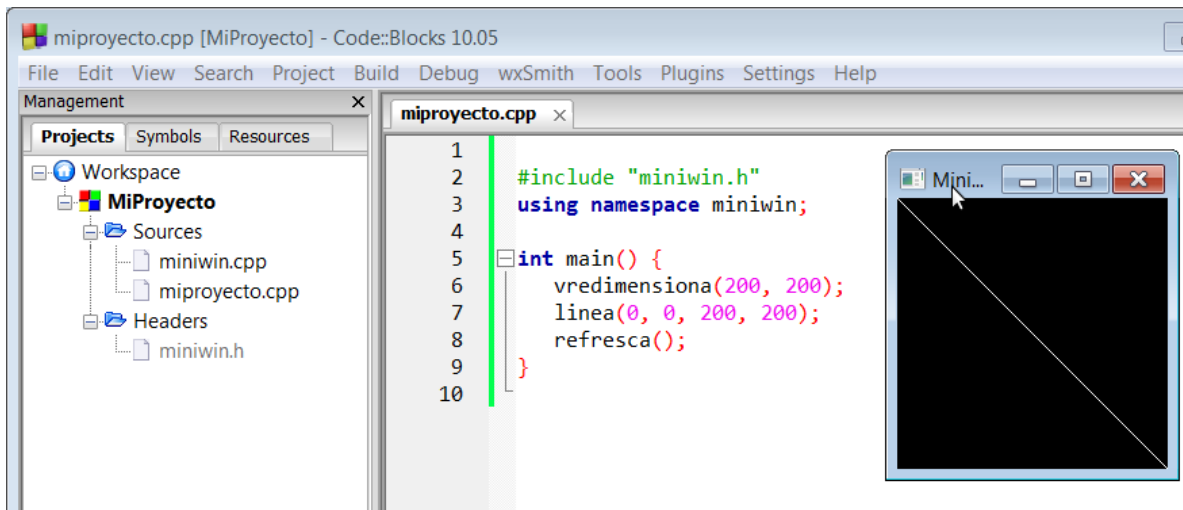 miproyecto.cpp [MiProyecto] - Code::Blocks 10.05
File Edit View Search Project Build Debug wxSmith Tools Plugins Settings Help
Management
Projects Symbols Resources
Workspace
MiProyecto
Sources
miniwin.cpp
miproyecto.cpp
Headers
miniwin.h
miproyecto.cpp
1
2 #include "miniwin.h"
3 using namespace miniwin;
4
5 int main() {
6 vredimensiona(200, 200);
7 linea(0, 0, 200, 200);
8 refresca();
9 }
10
Mini...